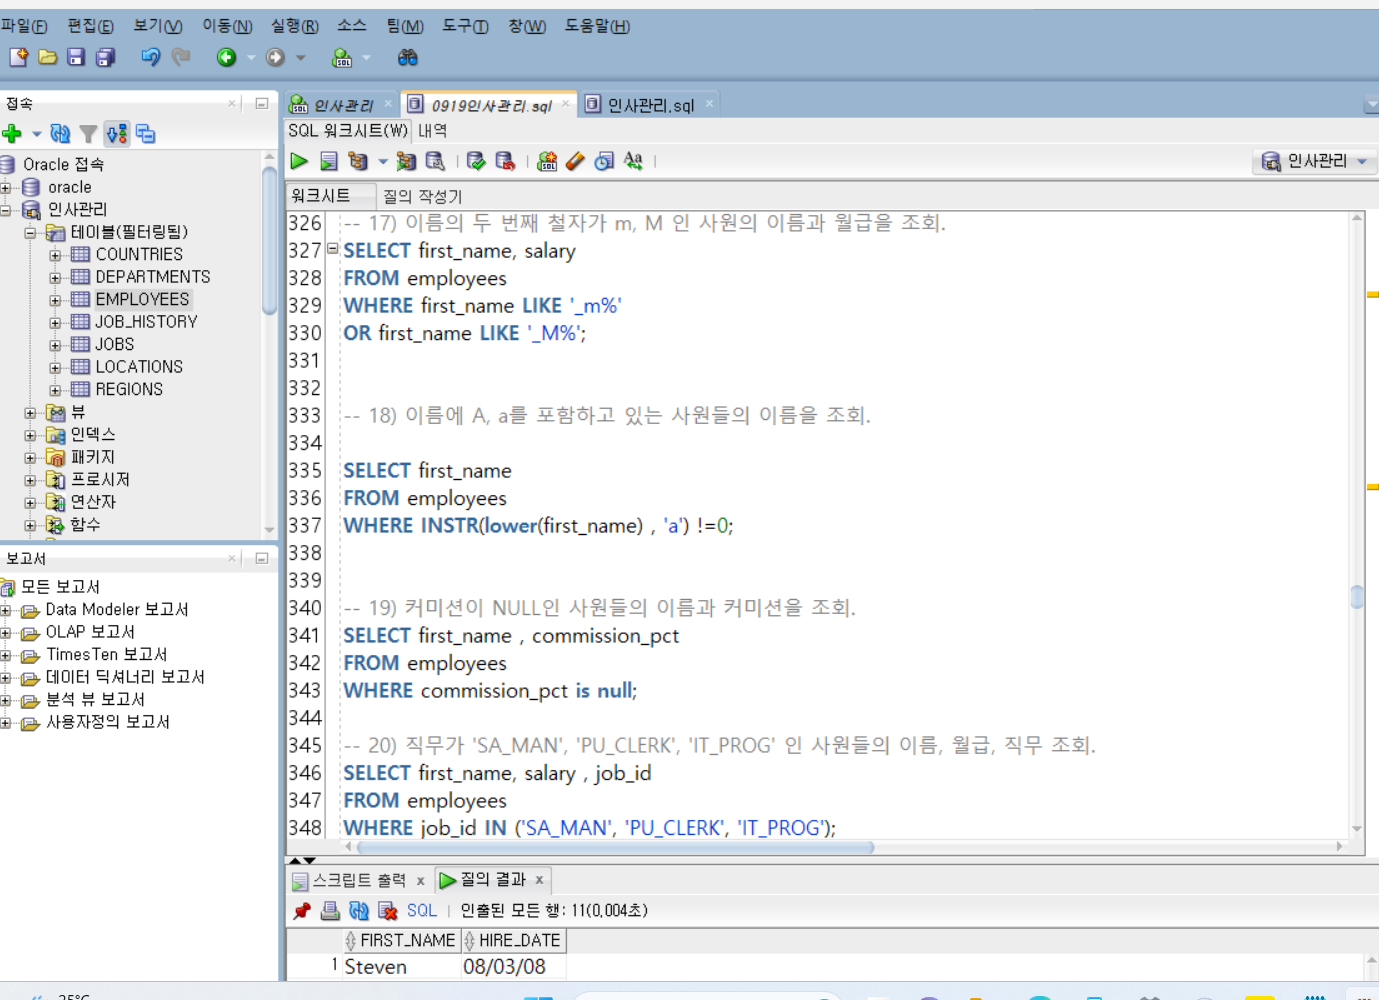 파일(F) 편집(E) 보기(V) 이동(N) 실행(R) 소스 팀(M) 도구(T) 창(W) 도움말(H)
접속
Oracle 접속
oracle
인사관리
테이블(필터링됨)
COUNTRIES
DEPARTMENTS
EMPLOYEES
JOB_HISTORY
JOBS
LOCATIONS
REGIONS
뷰
인덱스
패키지
프로시저
연산자
함수
보고서
모든 보고서
Data Modeler 보고서
OLAP 보고서
TimesTen 보고서
데이터 딕셔너리 보고서
분석 뷰 보고서
사용자정의 보고서
인사관리 0919인사관리.sql 인사관리.sql
SQL 워크시트(W) 내역
인사관리
워크시트 질의 작성기
326 -- 17) 이름의 두 번째 철자가 m, M 인 사원의 이름과 월급을 조회.
327 SELECT first_name, salary
328 FROM employees
329 WHERE first_name LIKE '_m%'
330 OR first_name LIKE '_M%';
331
332
333 -- 18) 이름에 A, a를 포함하고 있는 사원들의 이름을 조회.
334
335 SELECT first_name
336 FROM employees
337 WHERE INSTR(lower(first_name) , 'a') !=0;
338
339
340 -- 19) 커미션이 NULL인 사원들의 이름과 커미션을 조회.
341 SELECT first_name , commission_pct
342 FROM employees
343 WHERE commission_pct is null;
344
345 -- 20) 직무가 'SA_MAN', 'PU_CLERK', 'IT_PROG' 인 사원들의 이름, 월급, 직무 조회.
346 SELECT first_name, salary , job_id
347 FROM employees
348 WHERE job_id IN ('SA_MAN', 'PU_CLERK', 'IT_PROG');
스크립트 출력 x 질의 결과 x
SQL 인출된 모든 행: 11(0,004초)
FIRST_NAME HIRE_DATE
1 Steven 08/03/08